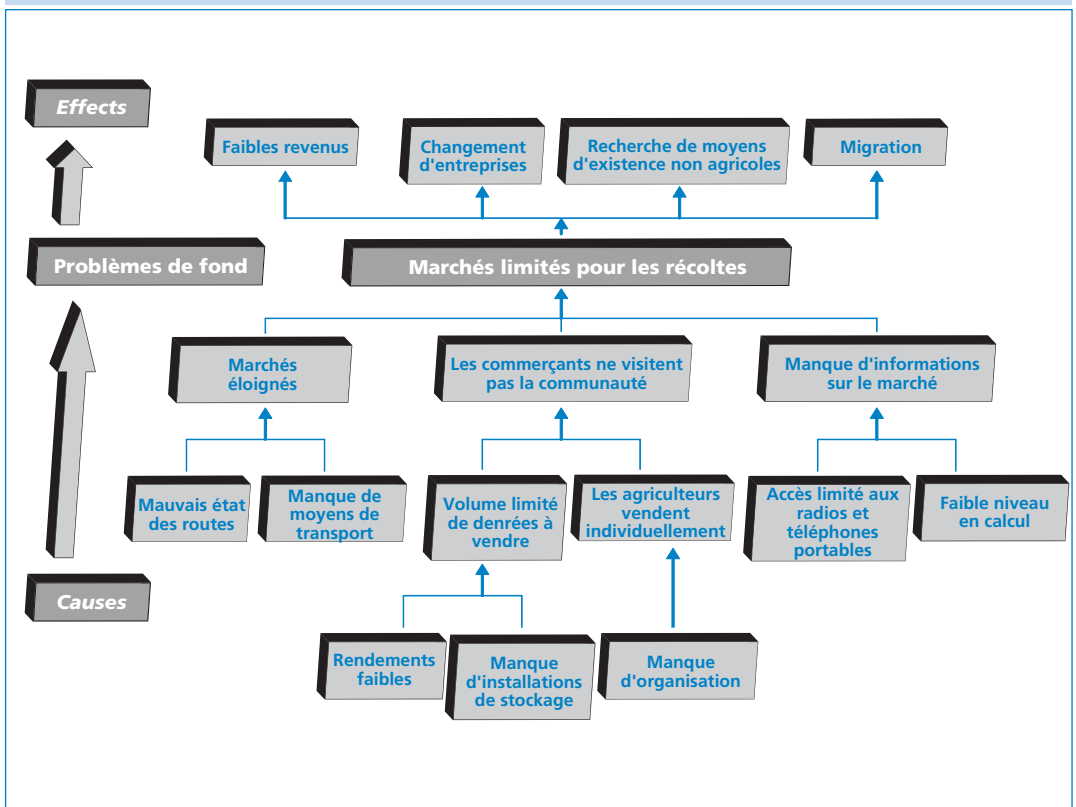 Effects
Faibles revenus
Changement
d'entreprises
Recherche de moyens
d'existence non agricoles
Migration
Problèmes de fond
Marchés limités pour les récoltes
Marchés
éloignés
Les commerçants ne visitent
pas la communauté
Manque d'informations
sur le marché
Mauvais état
des routes
Manque de
moyens de
transport
Volume limité
de denrées à
vendre
Les agriculteurs
vendent
individuellement
Accès limité aux
radios et
téléphones
portables
Faible niveau
en calcul
Causes
Rendements
faibles
Manque
d'installations
de stockage
Manque
d'organisation